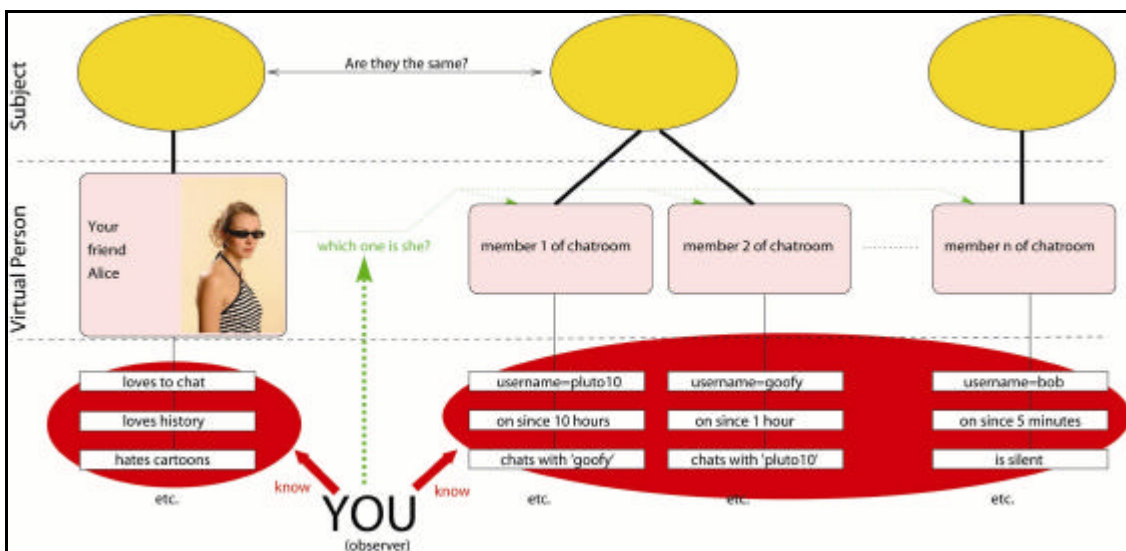 Subject
Are they the same?
Virtual Person
Your
friend
Alice
which one is she?
member 1 of chatroom
member 2 of chatroom
member n of chatroom
loves to chat
loves history
hates cartoons
etc.
username=pluto10
on since 10 hours
chats with 'goofy'
etc.
username=goofy
on since 1 hour
chats with 'pluto10'
etc.
username=bob
on since 5 minutes
is silent
etc.
know
YOU
know
(observer)